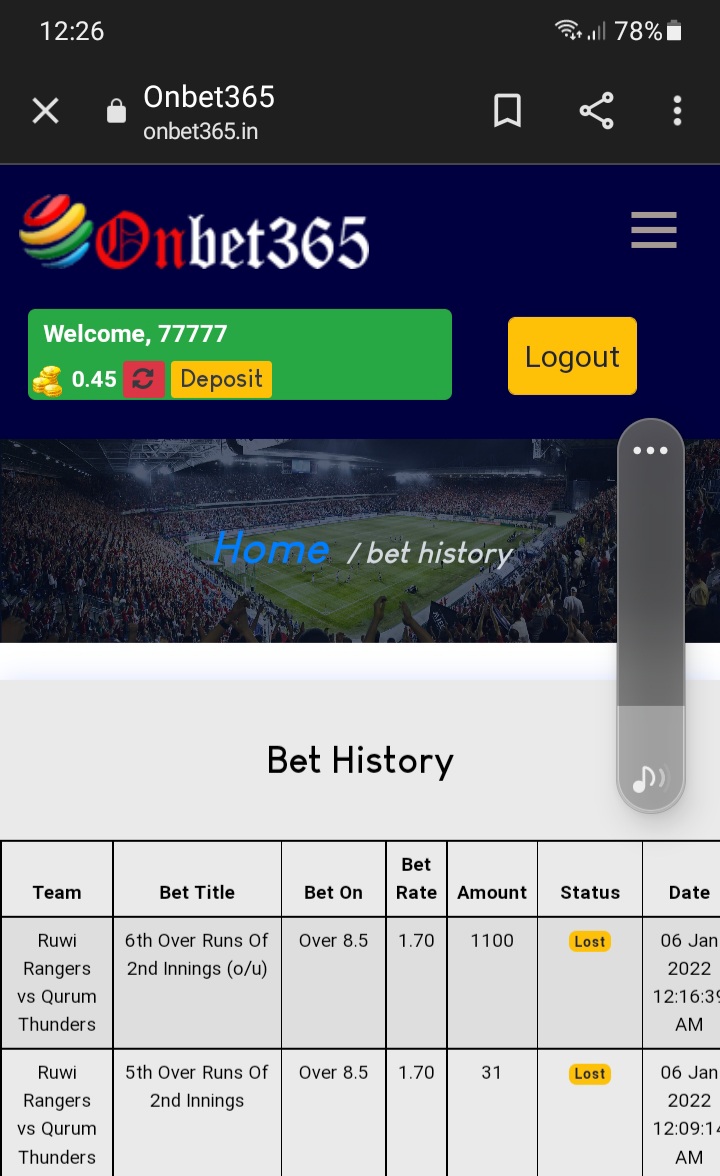 12:26
78%
Onbet365
onbet365.in
Onbet365
Welcome, 77777
0.45 Deposit
Logout
Home / bet history
Bet History
Team Bet Title Bet On Bet Rate Amount Status Date
Ruwi Rangers vs Qurum Thunders 6th Over Runs Of 2nd Innings (o/u) Over 8.5 1.70 1100 Lost 06 Jan 2022 12:16:39 AM
Ruwi Rangers vs Qurum Thunders 5th Over Runs Of 2nd Innings Over 8.5 1.70 31 Lost 06 Jan 2022 12:09:14 AM